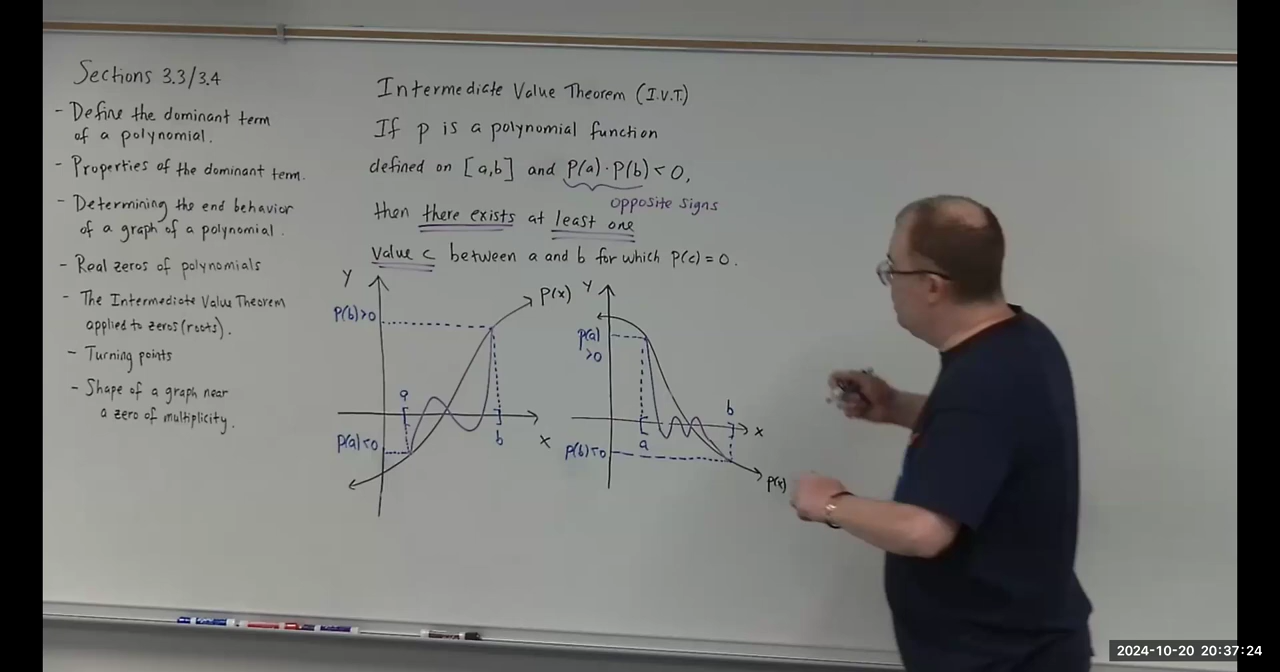 Sections 3.3/3.4
- Define the dominant term
of a polynomial.
- Properties of the dominant term.
- Determining the end behavior
of a graph of a polynomial.
- Real zeros of polynomials
- The Intermediate Value Theorem
applied to zeros (roots).
- Turning points
- Shape of a graph near
a zero of multiplicity.
Intermediate Value Theorem (I.V.T.)
If p is a polynomial function
defined on [a,b] and P(a)·P(b)<0,
opposite signs
then there exists at least one
value c between a and b for which p(c)=0.
y
P(x)
P(b)>0
a
b
x
P(a)<0
y
p(a)
>0
b
x
a
P(b)<0
p(x)
2024-10-20 20:37:24